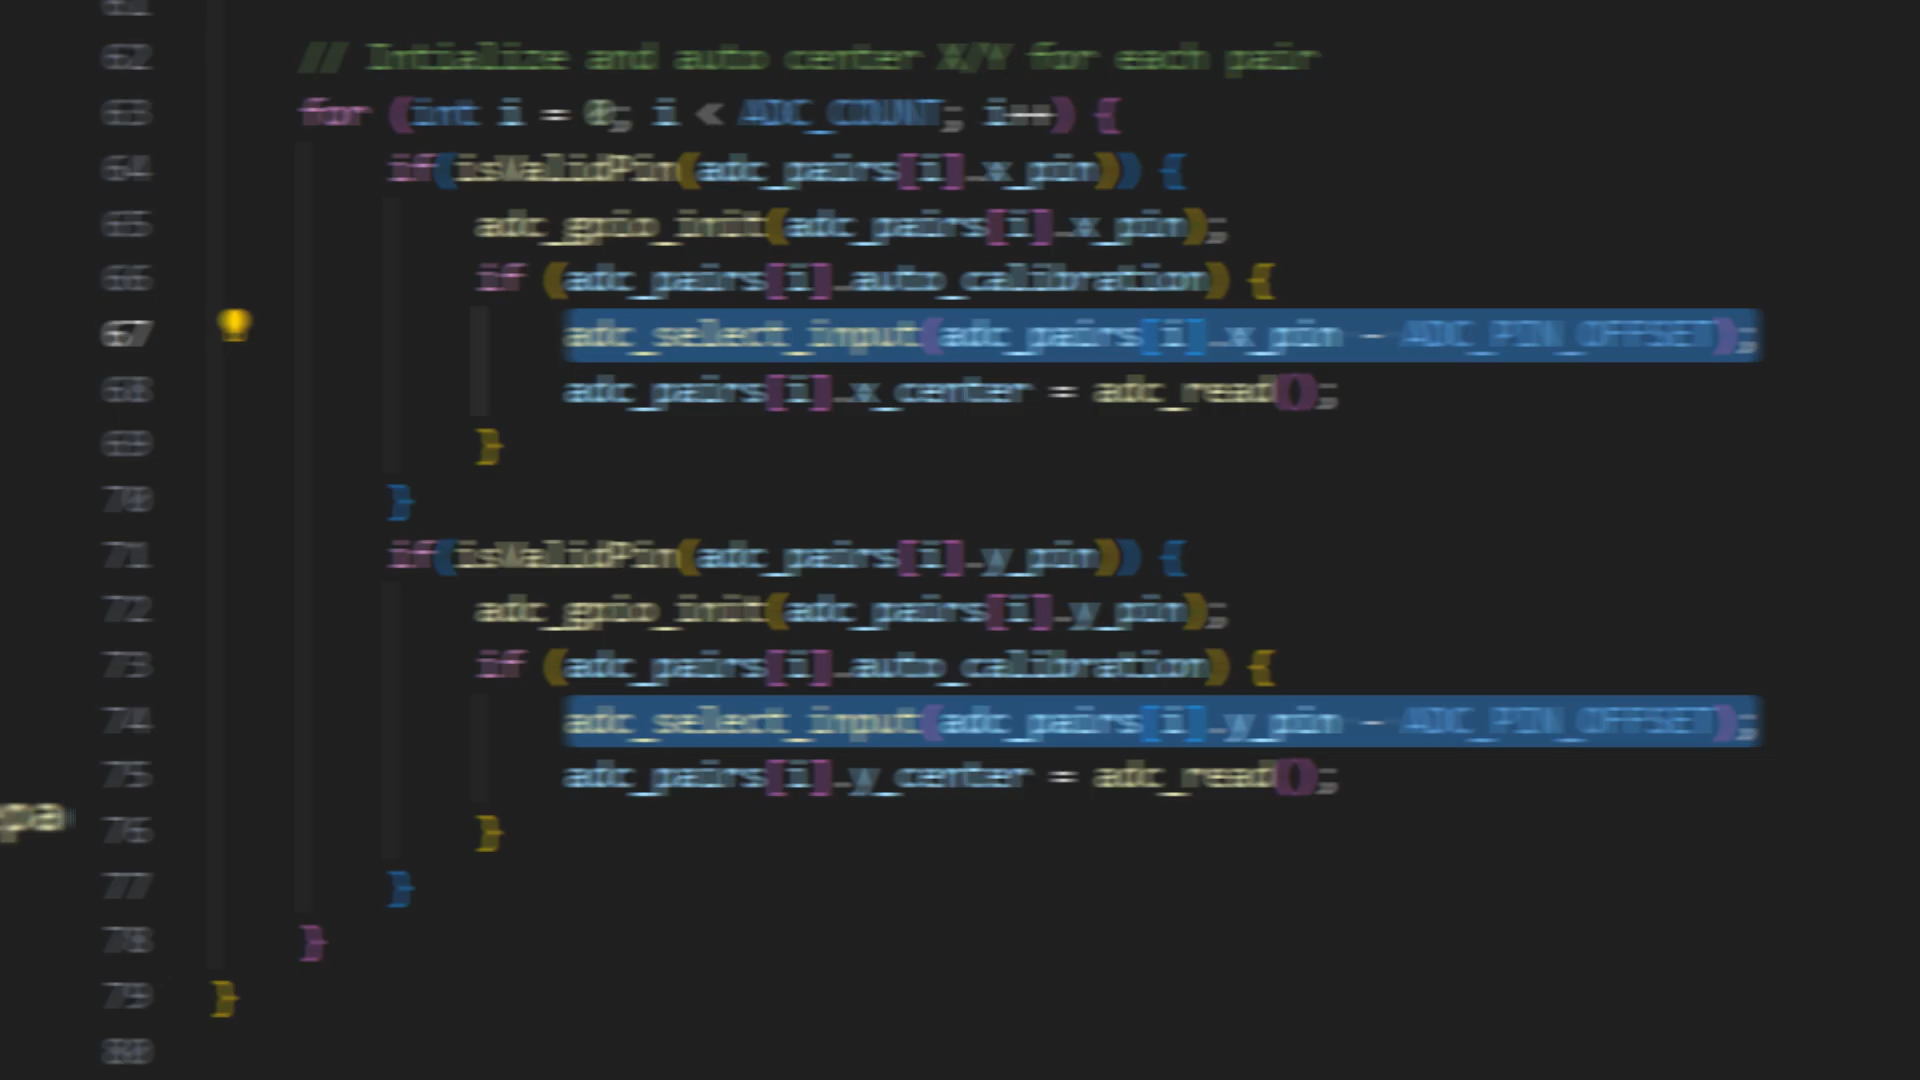 61
62 // Intialize and auto center X/Y for each pair
63 for (int i = 0; i < ADC_COUNT; i++) {
64 if(isValidPin(adc_pairs[i].x_pin)) {
65 adc_gpio_init(adc_pairs[i].x_pin);
66 if (adc_pairs[i].auto_calibration) {
67 adc_select_input(adc_pairs[i].x_pin - ADC_PIN_OFFSET);
68 adc_pairs[i].x_center = adc_read();
69 }
70 }
71 if(isValidPin(adc_pairs[i].y_pin)) {
72 adc_gpio_init(adc_pairs[i].y_pin);
73 if (adc_pairs[i].auto_calibration) {
74 adc_select_input(adc_pairs[i].y_pin - ADC_PIN_OFFSET);
75 adc_pairs[i].y_center = adc_read();
pa
76 }
77 }
78 }
79 }
80